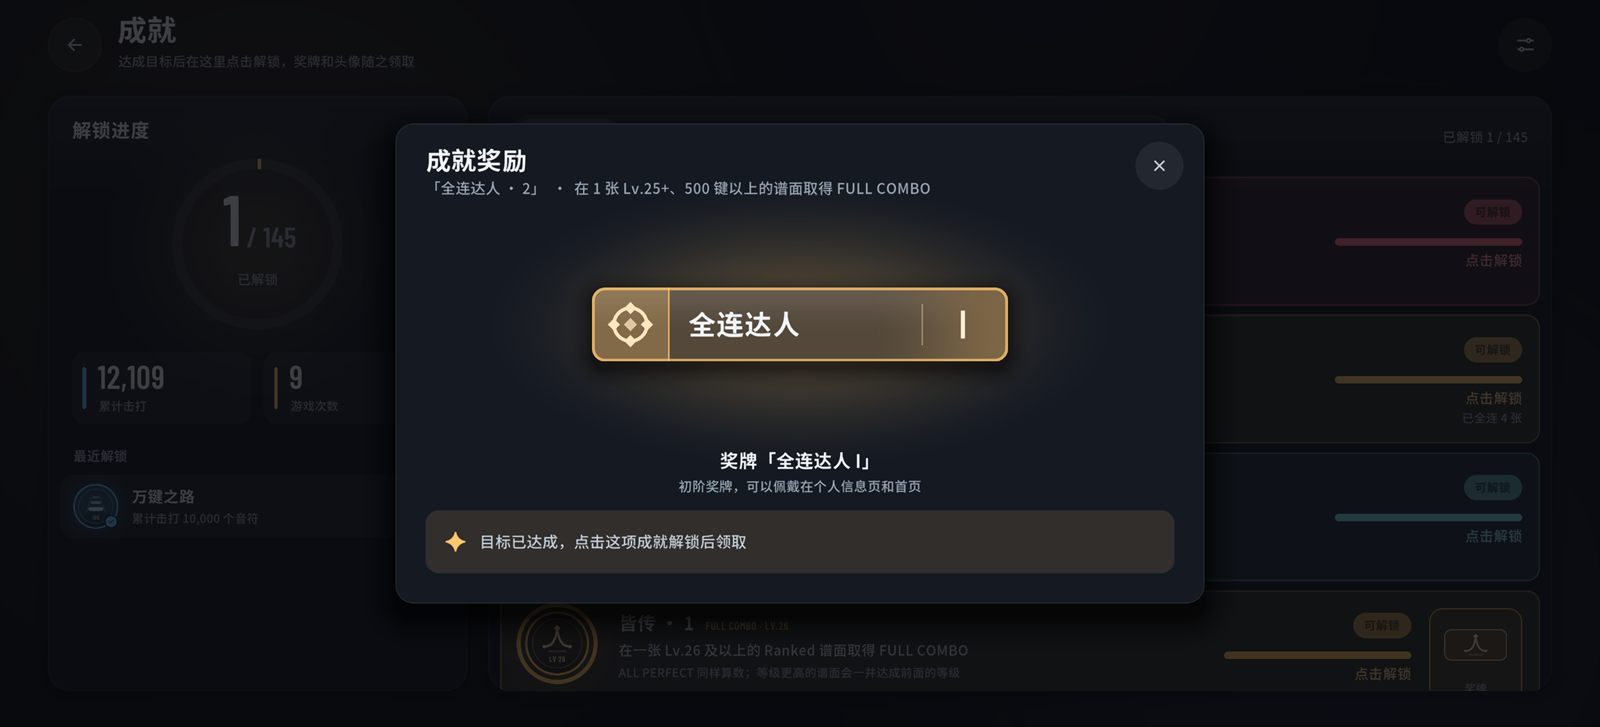 成就
达成目标后在这里点击解锁，奖牌和头像随之领取
解锁进度
1 / 145
已解锁
12,109
累计击打
9
游戏次数
最近解锁
万键之路
累计击打 10,000 个音符
已解锁 1 / 145
成就奖励
「全连达人 · 2」 · 在 1 张 Lv.25+、500 键以上的谱面取得 FULL COMBO
全连达人 I
奖牌「全连达人 I」
初阶奖牌，可以佩戴在个人信息页和首页
目标已达成，点击这项成就解锁后领取
可解锁
点击解锁
可解锁
点击解锁
已全连 4 张
可解锁
点击解锁
皆传 · 1 FULL COMBO · LV.26
在一张 Lv.26 及以上的 Ranked 谱面取得 FULL COMBO
ALL PERFECT 同样算数；等级更高的谱面会一并达成前面的等级
人
LV 26
可解锁
点击解锁
人